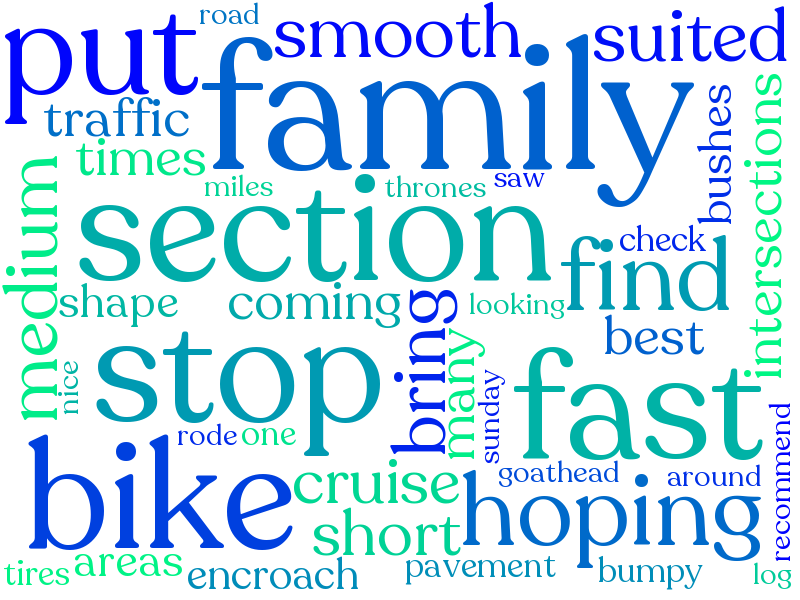 road
put
smooth
suited
family
traffic
times
bushes
intersections
miles
thrones
saw
medium
section
check
find
shape
coming
looking
bring
best
many
stop
fast
nice
sunday
rode
one
recommend
bike
cruise
goathead
around
hoping
short
tires
areas
encroach
pavement
bumpy
log